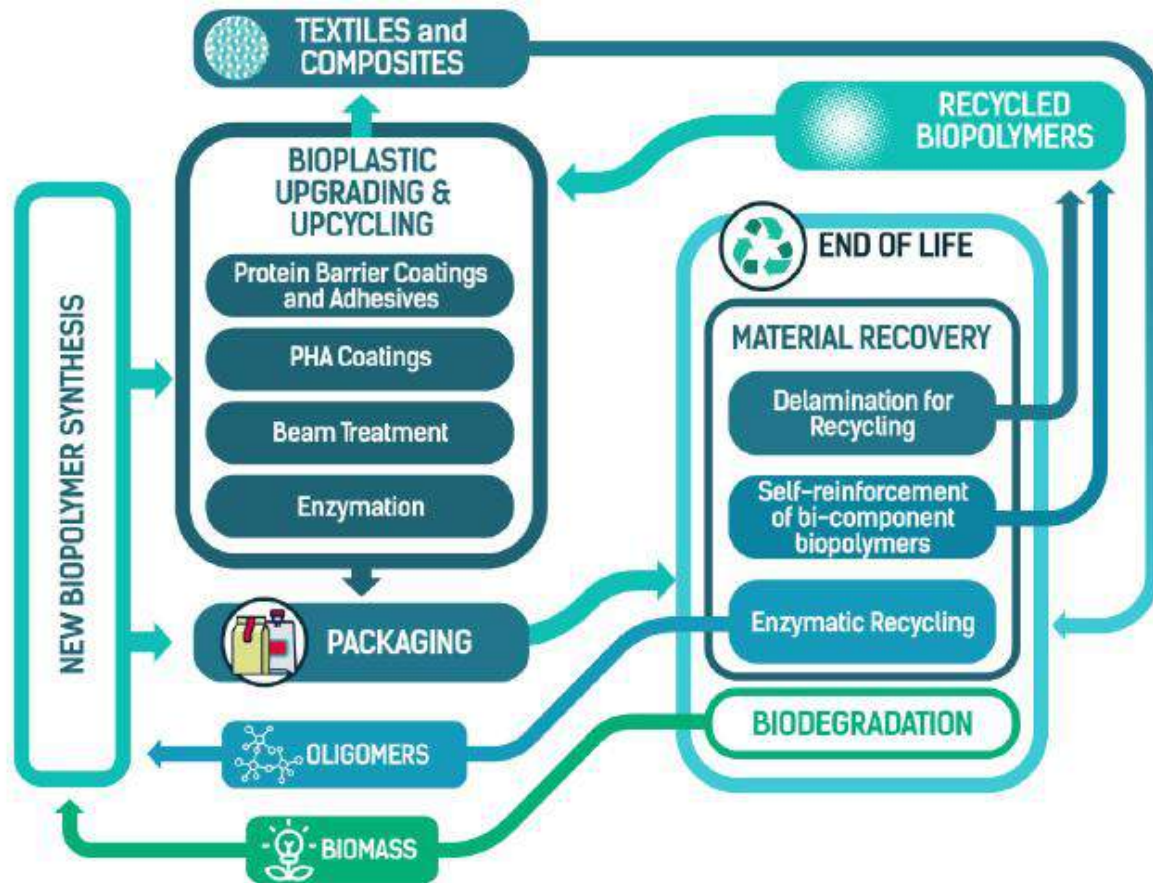 TEXTILES and
COMPOSITES
RECYCLED
BIOPOLYMERS
BIOPLASTIC
UPGRADING &
UPCYCLING
Protein Barrier Coatings
and Adhesives
PHA Coatings
Beam Treatment
Enzymation
NEW BIOPOLYMER SYNTHESIS
END OF LIFE
MATERIAL RECOVERY
Delamination for
Recycling
Self-reinforcement
of bi-component
biopolymers
Enzymatic Recycling
BIODEGRADATION
PACKAGING
OLIGOMERS
BIOMASS